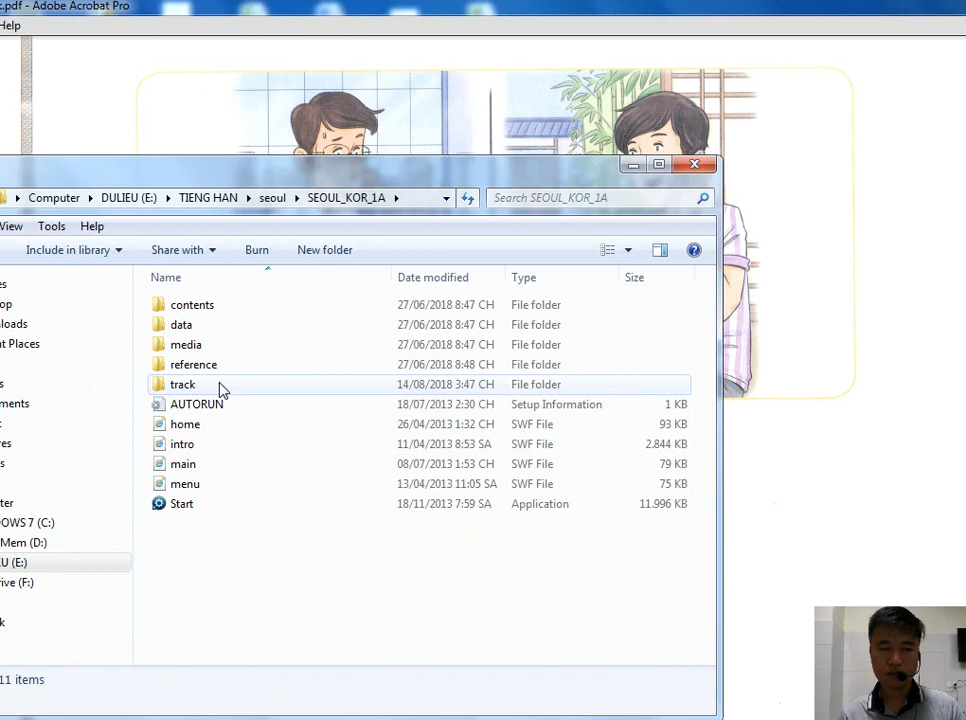 k.pdf - Adobe Acrobat Pro
Help
Computer DULIEU (E:) TIENG HAN seoul SEOUL_KOR_1A Search SEOUL_KOR_1A
View Tools Help
Include in library Share with Burn New folder
Name Date modified Type Size
contents 27/06/2018 8:47 CH File folder
data 27/06/2018 8:47 CH File folder
media 27/06/2018 8:47 CH File folder
reference 27/06/2018 8:48 CH File folder
track 14/08/2018 3:47 CH File folder
AUTORUN 18/07/2013 2:30 CH Setup Information 1 KB
home 26/04/2013 1:32 CH SWF File 93 KB
intro 11/04/2013 8:53 SA SWF File 2.844 KB
main 08/07/2013 1:53 CH SWF File 79 KB
menu 13/04/2013 11:05 SA SWF File 75 KB
Start 18/11/2013 7:59 SA Application 11.996 KB
es
op
nloads
nt Places
s
ments
res
s
ter
OWS 7 (C:)
Mem (D:)
EU (E:)
rive (F:)
k
11 items